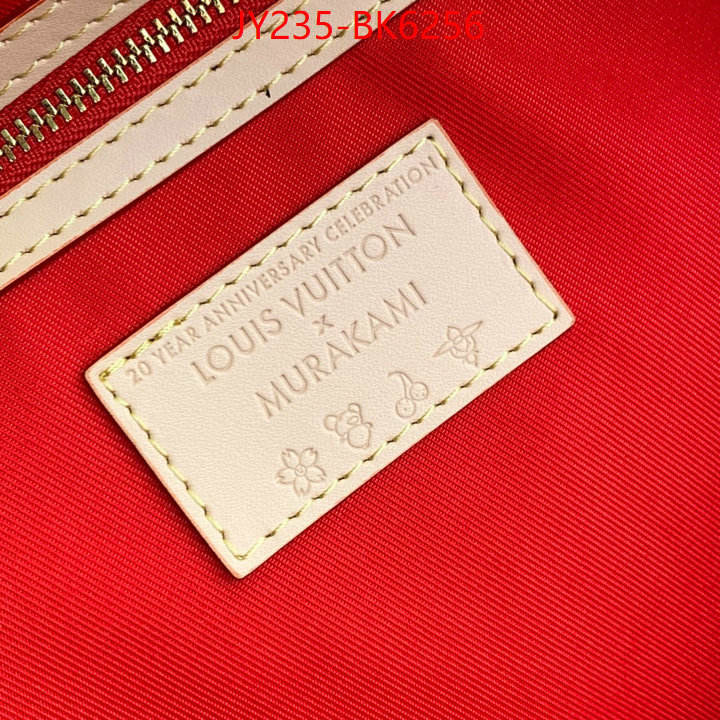 JY235-BK6256
20 YEAR ANNIVERSARY CELEBRATION
LOUIS VUITTON
×
MURAKAMI